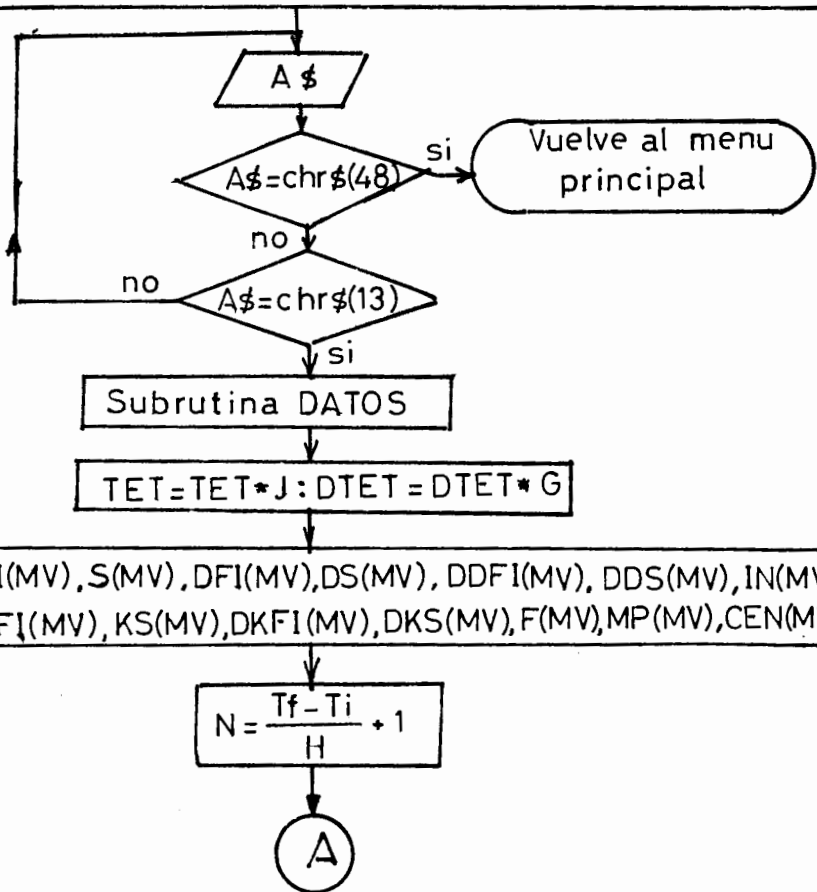 A$
A$=chr$(48)
si
Vuelve al menu
principal
no
A$=chr$(13)
no
si
Subrutina DATOS
TET=TET*J:DTET=DTET*G
I(MV),S(MV),DFI(MV),DS(MV),DDFI(MV),DDS(MV),IN(MV
FI(MV),KS(MV),DKFI(MV),DKS(MV),F(MV),MP(MV),CEN(M
N=(Tf-Ti)/H+1
A